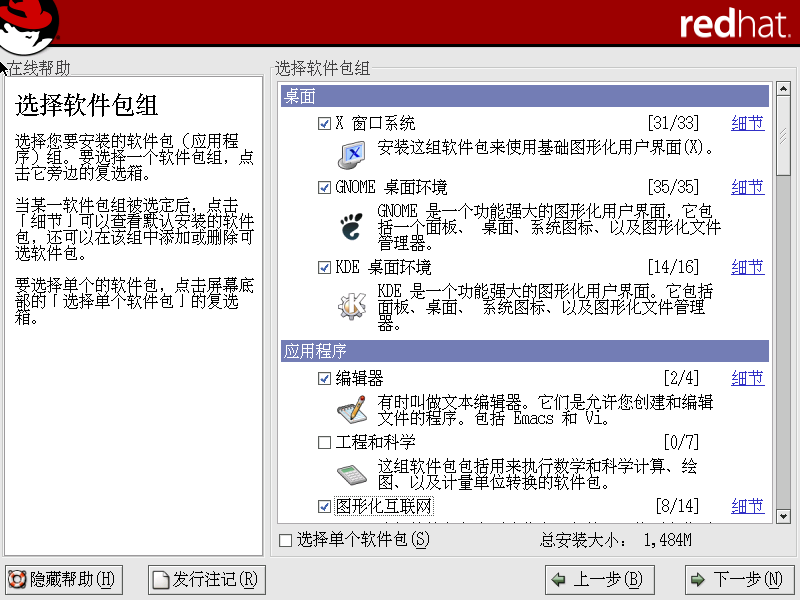 redhat.
在线帮助
选择软件包组
选择您要安装的软件包（应用程
序）组。要选择一个软件包组，点
击它旁边的复选箱。
当某一软件包组被选定后，点击
「细节」可以查看默认安装的软件
包，还可以在该组中添加或删除可
选软件包。
要选择单个的软件包，点击屏幕底
部的「选择单个软件包」的复选
箱。
选择软件包组
桌面
X 窗口系统 [31/33] 细节
安装这组软件包来使用基础图形化用户界面(X)。
GNOME 桌面环境 [35/35] 细节
GNOME 是一个功能强大的图形化用户界面，它包
括一个面板、 桌面、系统图标、以及图形化文件
管理器。
KDE 桌面环境 [14/16] 细节
KDE 是一个功能强大的图形化用户界面。它包括
面板、桌面、 系统图标、以及图形化文件管理
器。
应用程序
编辑器 [2/4] 细节
有时叫做文本编辑器。它们是允许您创建和编辑
文件的程序。包括 Emacs 和 Vi。
工程和科学 [0/7]
这组软件包包括用来执行数学和科学计算、绘
图、以及计量单位转换的软件包。
图形化互联网 [8/14] 细节
选择单个软件包(S) 总安装大小： 1,484M
隐藏帮助(H) 发行注记(R) 上一步(B) 下一步(N)